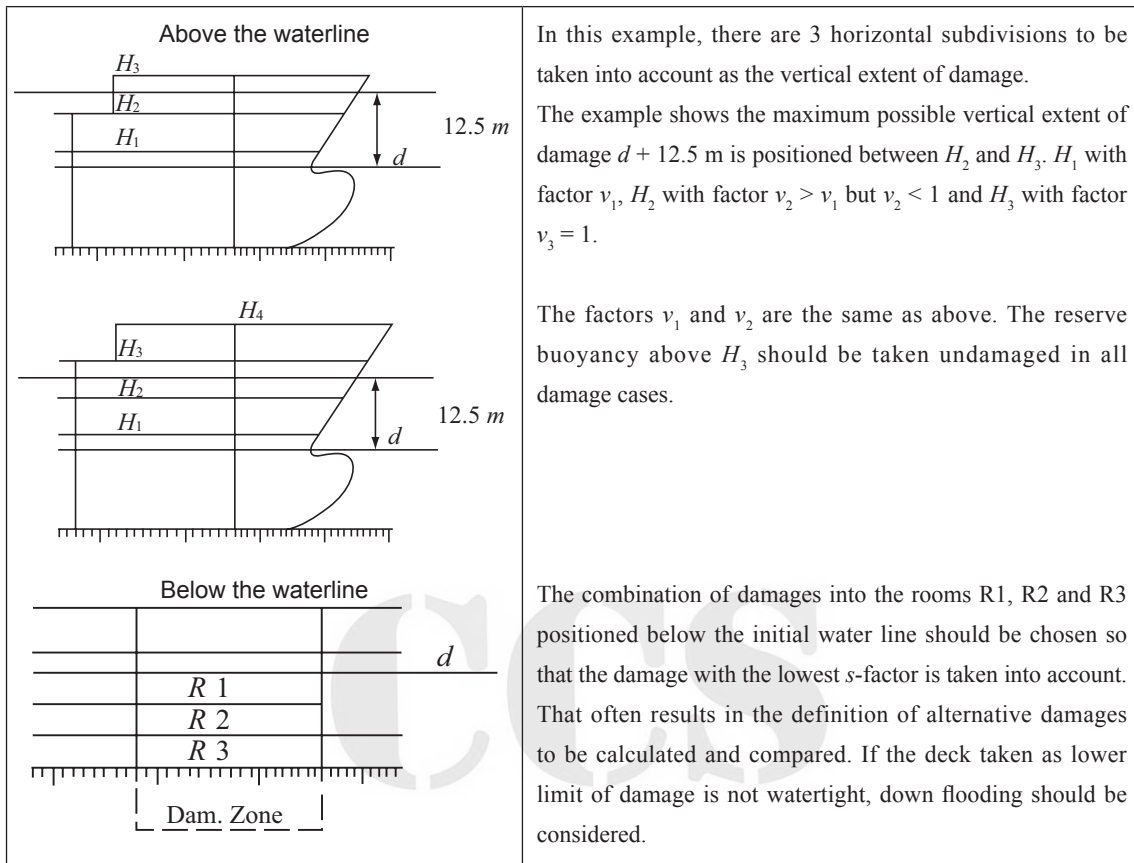 Above the waterline
H3
H2
H1
12.5 m
d
In this example, there are 3 horizontal subdivisions to be
taken into account as the vertical extent of damage.
The example shows the maximum possible vertical extent of
damage d + 12.5 m is positioned between H2 and H3. H1 with
factor v1, H2 with factor v2 > v1 but v2 < 1 and H3 with factor
v3 = 1.
H4
H3
H2
H1
12.5 m
d
The factors v1 and v2 are the same as above. The reserve
buoyancy above H3 should be taken undamaged in all
damage cases.
Below the waterline
d
R 1
R 2
R 3
Dam. Zone
The combination of damages into the rooms R1, R2 and R3
positioned below the initial water line should be chosen so
that the damage with the lowest s-factor is taken into account.
That often results in the definition of alternative damages
to be calculated and compared. If the deck taken as lower
limit of damage is not watertight, down flooding should be
considered.
CCS